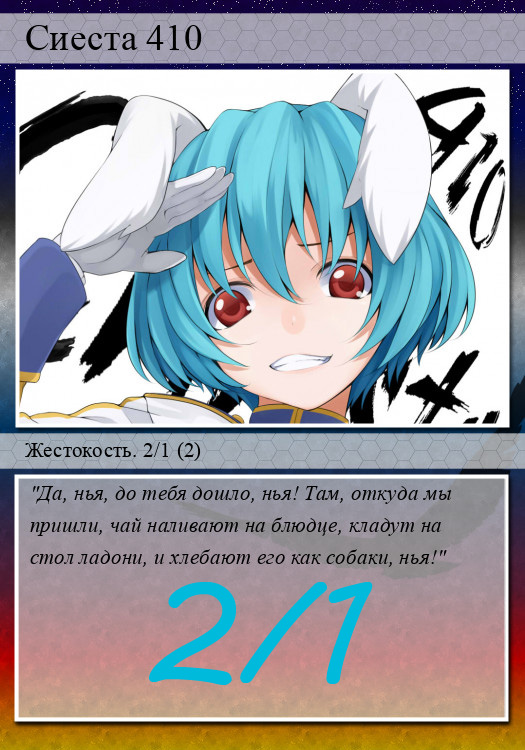 Сиеста 410
410
Жестокость. 2/1 (2)
"Да, нья, до тебя дошло, нья! Там, откуда мы
пришли, чай наливают на блюдце, кладут на
стол ладони, и хлебают его как собаки, нья!"
2/1